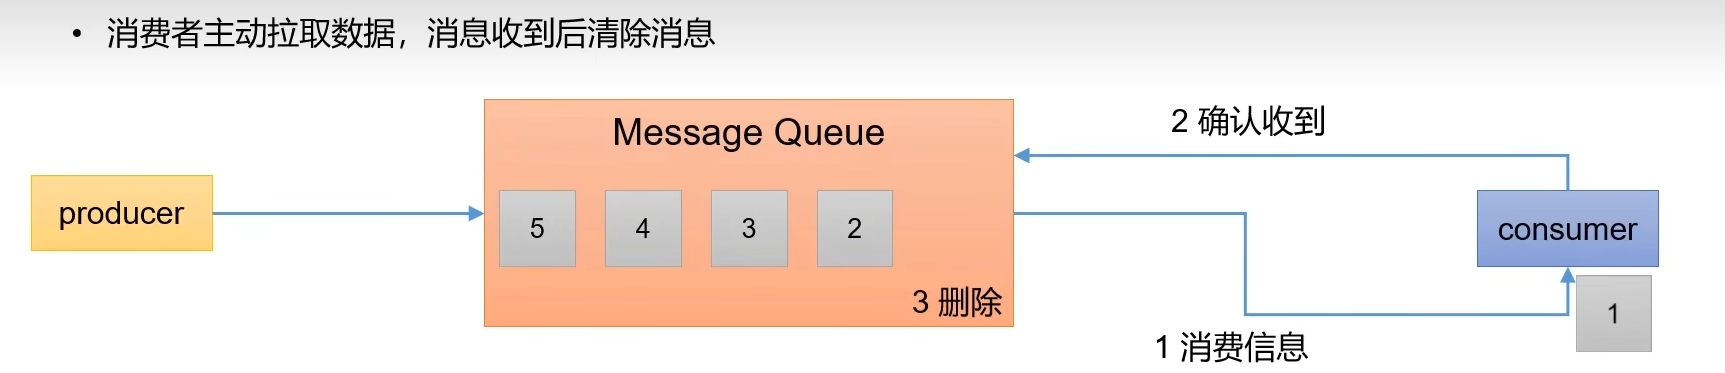 • 消费者主动拉取数据，消息收到后清除消息
Message Queue
2 确认收到
producer
5 4 3 2
consumer
3 删除
1
1 消费信息